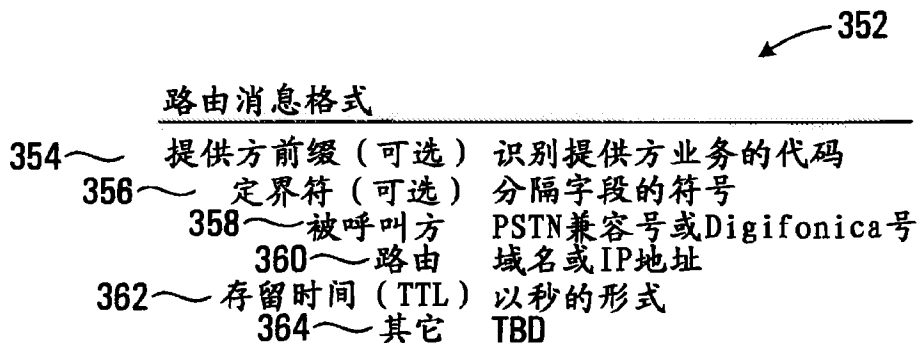 352
路由消息格式
354 提供方前缀(可选) 识别提供方业务的代码
356 定界符(可选) 分隔字段的符号
358 被呼叫方 PSTN兼容号或Digifonica号
360 路由 域名或IP地址
362 存留时间(TTL) 以秒的形式
364 其它 TBD